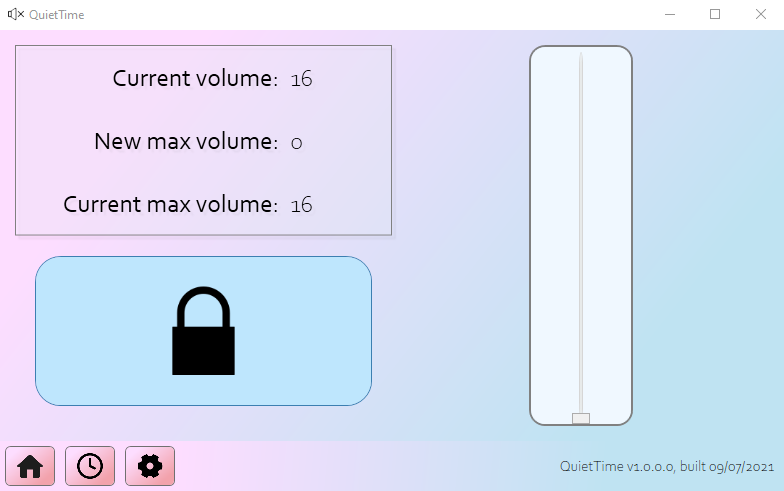 QuietTime
Current volume: 16
New max volume: 0
Current max volume: 16
QuietTime v1.0.0.0, built 09/07/2021